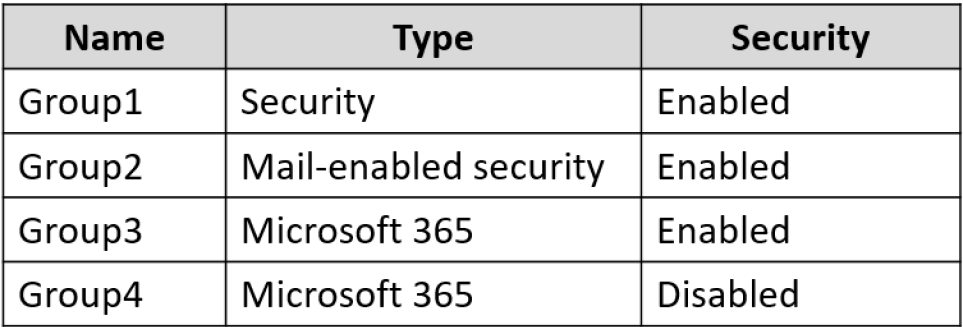 Name Type Security
Group1 Security Enabled
Group2 Mail-enabled security Enabled
Group3 Microsoft 365 Enabled
Group4 Microsoft 365 Disabled